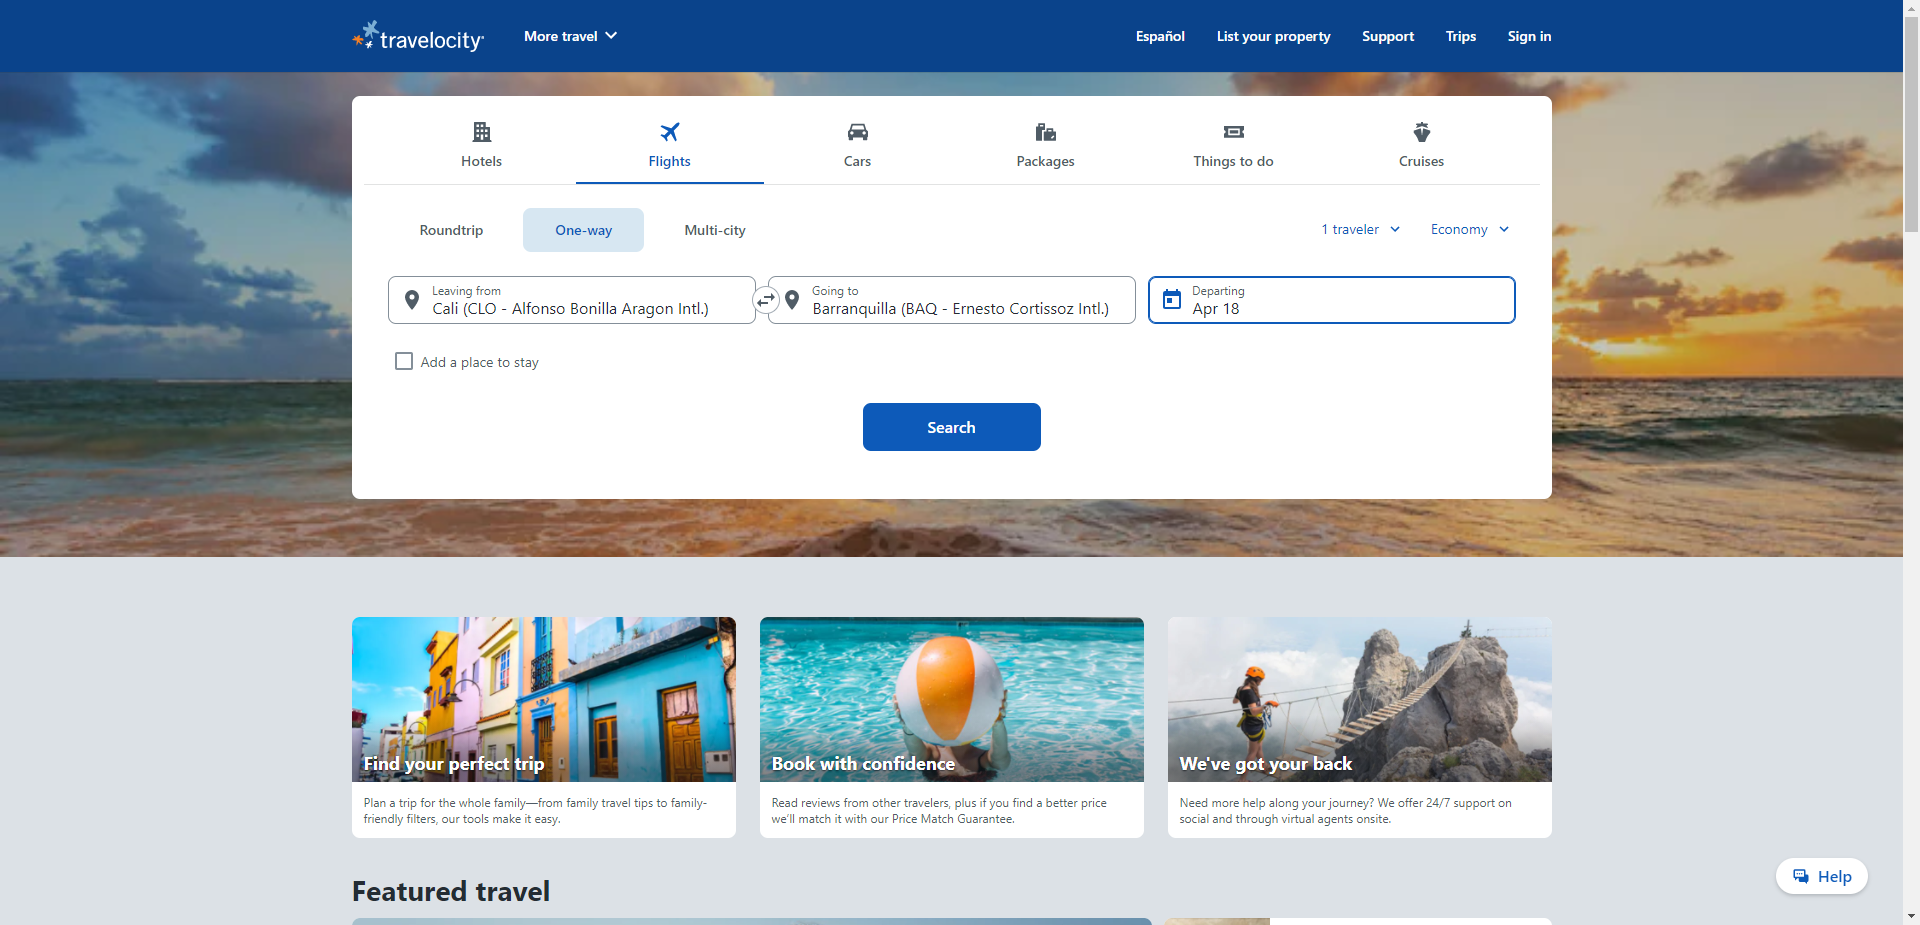 travelocity
More travel
Español
List your property
Support
Trips
Sign in
Hotels
Flights
Cars
Packages
Things to do
Cruises
Roundtrip
One-way
Multi-city
1 traveler
Economy
Leaving from
Cali (CLO - Alfonso Bonilla Aragon Intl.)
Going to
Barranquilla (BAQ - Ernesto Cortissoz Intl.)
Departing
Apr 18
Add a place to stay
Search
Find your perfect trip
Plan a trip for the whole family—from family travel tips to family-
friendly filters, our tools make it easy.
Book with confidence
Read reviews from other travelers, plus if you find a better price
we'll match it with our Price Match Guarantee.
We've got your back
Need more help along your journey? We offer 24/7 support on
social and through virtual agents onsite.
Featured travel
Help